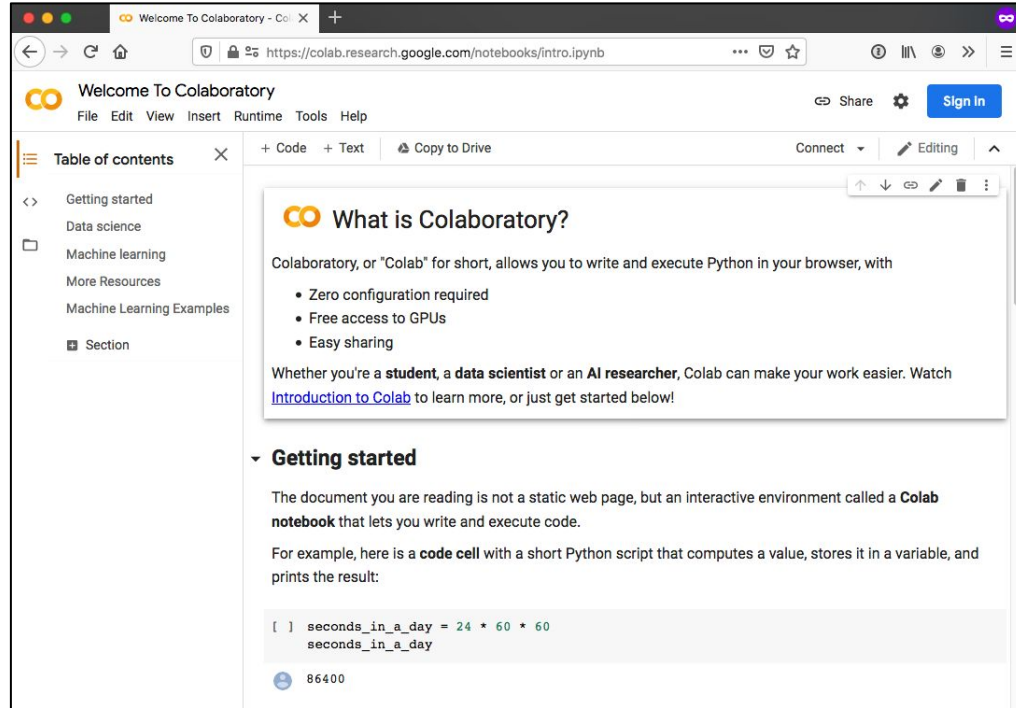 Welcome To Colaboratory - Col
https://colab.research.google.com/notebooks/intro.ipynb
CO Welcome To Colaboratory
File Edit View Insert Runtime Tools Help
Share
Sign in
Table of contents
+ Code + Text Copy to Drive
Connect Editing
Getting started
Data science
Machine learning
More Resources
Machine Learning Examples
Section
CO What is Colaboratory?
Colaboratory, or "Colab" for short, allows you to write and execute Python in your browser, with
• Zero configuration required
• Free access to GPUs
• Easy sharing
Whether you're a student, a data scientist or an AI researcher, Colab can make your work easier. Watch
Introduction to Colab to learn more, or just get started below!
Getting started
The document you are reading is not a static web page, but an interactive environment called a Colab
notebook that lets you write and execute code.
For example, here is a code cell with a short Python script that computes a value, stores it in a variable, and
prints the result:
[ ] seconds_in_a_day = 24 * 60 * 60
seconds_in_a_day
86400